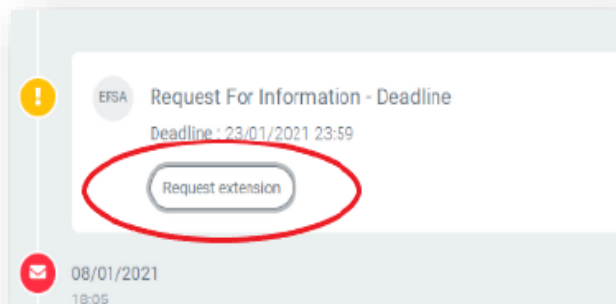 EFSA
Request For Information - Deadline
Deadline : 23/01/2021 23:59
Request extension
08/01/2021
18:05